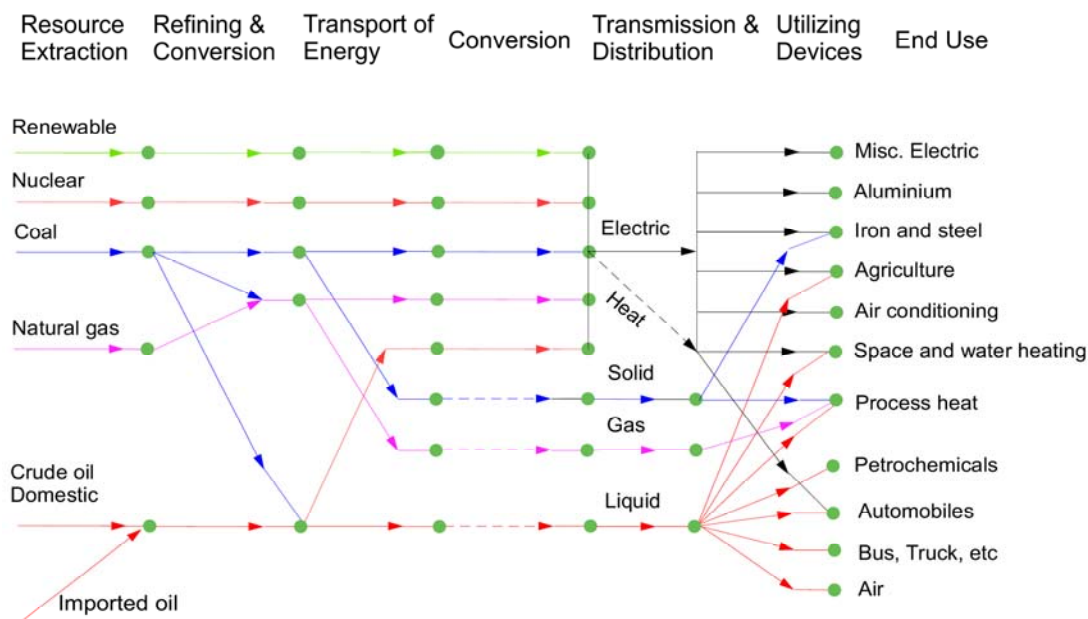 Resource
Extraction
Refining &
Conversion
Transport of
Energy
Conversion
Transmission &
Distribution
Utilizing
Devices
End Use
Renewable
Nuclear
Coal
Natural gas
Crude oil
Domestic
Imported oil
Electric
Heat
Solid
Gas
Liquid
Misc. Electric
Aluminium
Iron and steel
Agriculture
Air conditioning
Space and water heating
Process heat
Petrochemicals
Automobiles
Bus, Truck, etc
Air